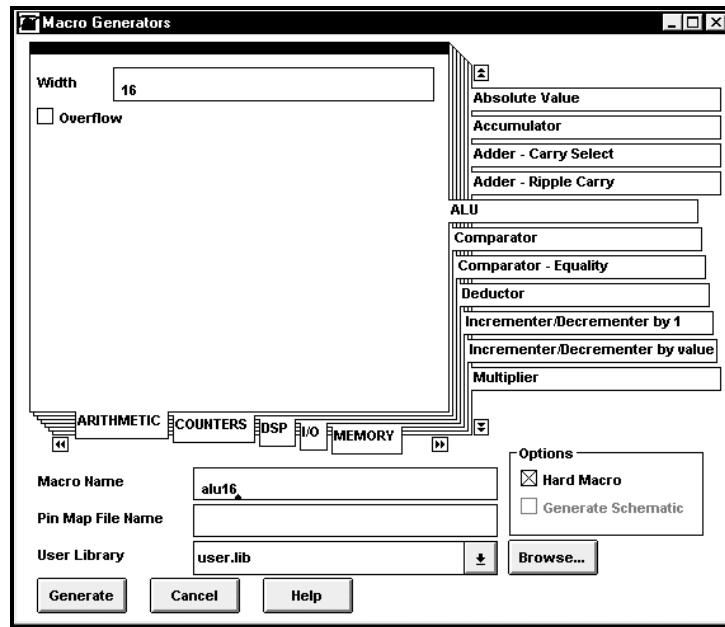 Macro Generators
Width
16
Overflow
Absolute Value
Accumulator
Adder - Carry Select
Adder - Ripple Carry
ALU
Comparator
Comparator - Equality
Deductor
Incrementer/Decrementer by 1
Incrementer/Decrementer by value
Multiplier
ARITHMETIC
COUNTERS
DSP
I/O
MEMORY
Macro Name
alu16
Pin Map File Name
User Library
user.lib
Options
Hard Macro
Generate Schematic
Browse...
Generate
Cancel
Help